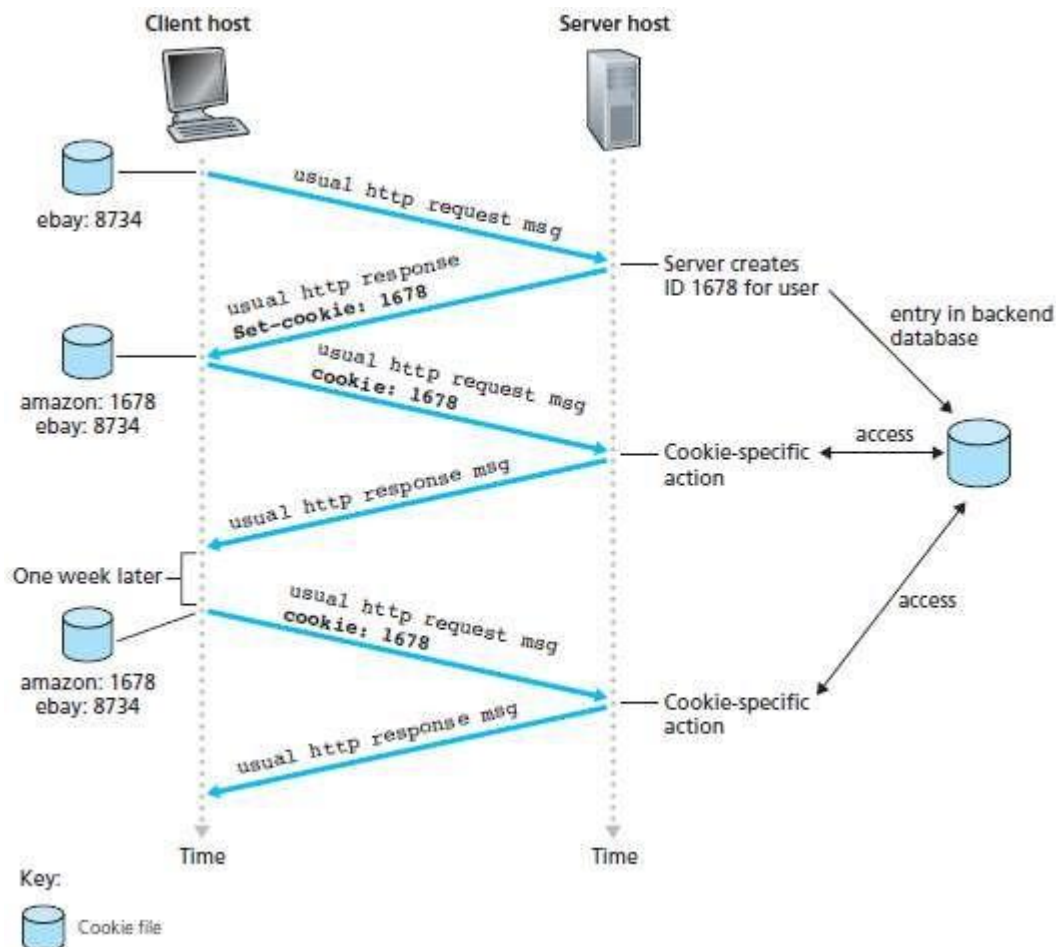 Client host
Server host
usual http request msg
ebay: 8734
Server creates
ID 1678 for user
entry in backend
database
usual http response
Set-cookie: 1678
usual http request msg
cookie: 1678
amazon: 1678
ebay: 8734
Cookie-specific
action
access
usual http response msg
One week later
usual http request msg
cookie: 1678
access
amazon: 1678
ebay: 8734
Cookie-specific
action
usual http response msg
Time
Time
Key:
Cookie file